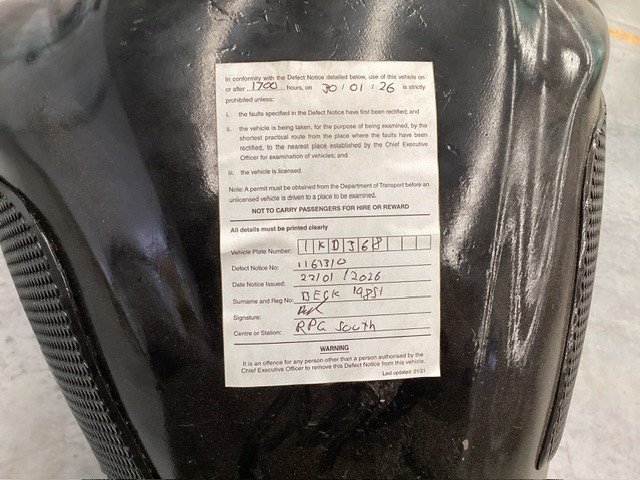 In conformity with the Defect Notice detailed below, use of this vehicle on
or after 1700 hours, on 30 / 01 / 26 is strictly
prohibited unless:
i. the faults specified in the Defect Notice have first been rectified; and
ii. the vehicle is being taken, for the purpose of being examined, by the
shortest practical route from the place where the faults have been
rectified, to the nearest place established by the Chief Executive
Officer for examination of vehicles; and
iii. the vehicle is licensed.
Note: A permit must be obtained from the Department of Transport before an
unlicensed vehicle is driven to a place to be examined.
NOT TO CARRY PASSENGERS FOR HIRE OR REWARD
All details must be printed clearly
Vehicle Plate Number: 1KD368
Defect Notice No: 1167310
Date Notice Issued: 22/01/2026
Surname and Reg No: BECK 19851
Signature:
Centre or Station: RPG South
WARNING
It is an offence for any person other than a person authorised by the
Chief Executive Officer to remove this Defect Notice from this vehicle.
Last updated: 01/21